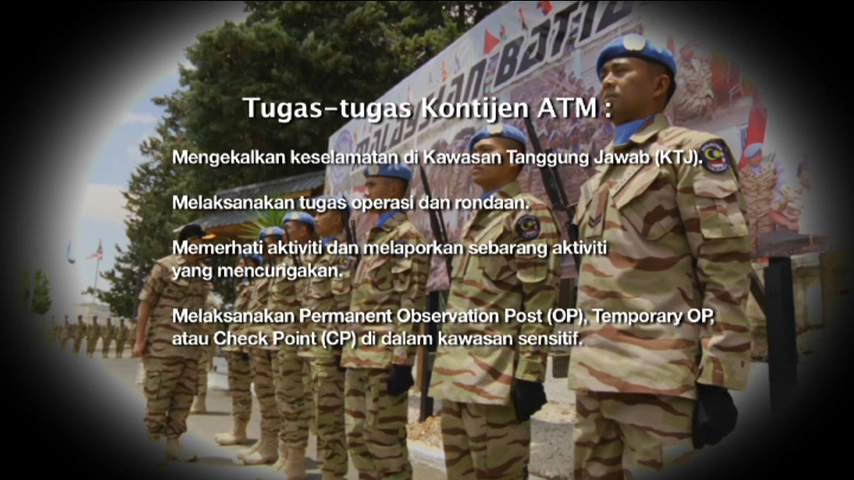 MALAYSIAN BATTA
Tugas-tugas Kontijen ATM :
Mengekalkan keselamatan di Kawasan Tanggung Jawab (KTJ).
Melaksanakan tugas operasi dan rondaan.
Memerhati aktiviti dan melaporkan sebarang aktiviti
yang mencurigakan.
Melaksanakan Permanent Observation Post (OP), Temporary OP,
atau Check Point (CP) di dalam kawasan sensitif.